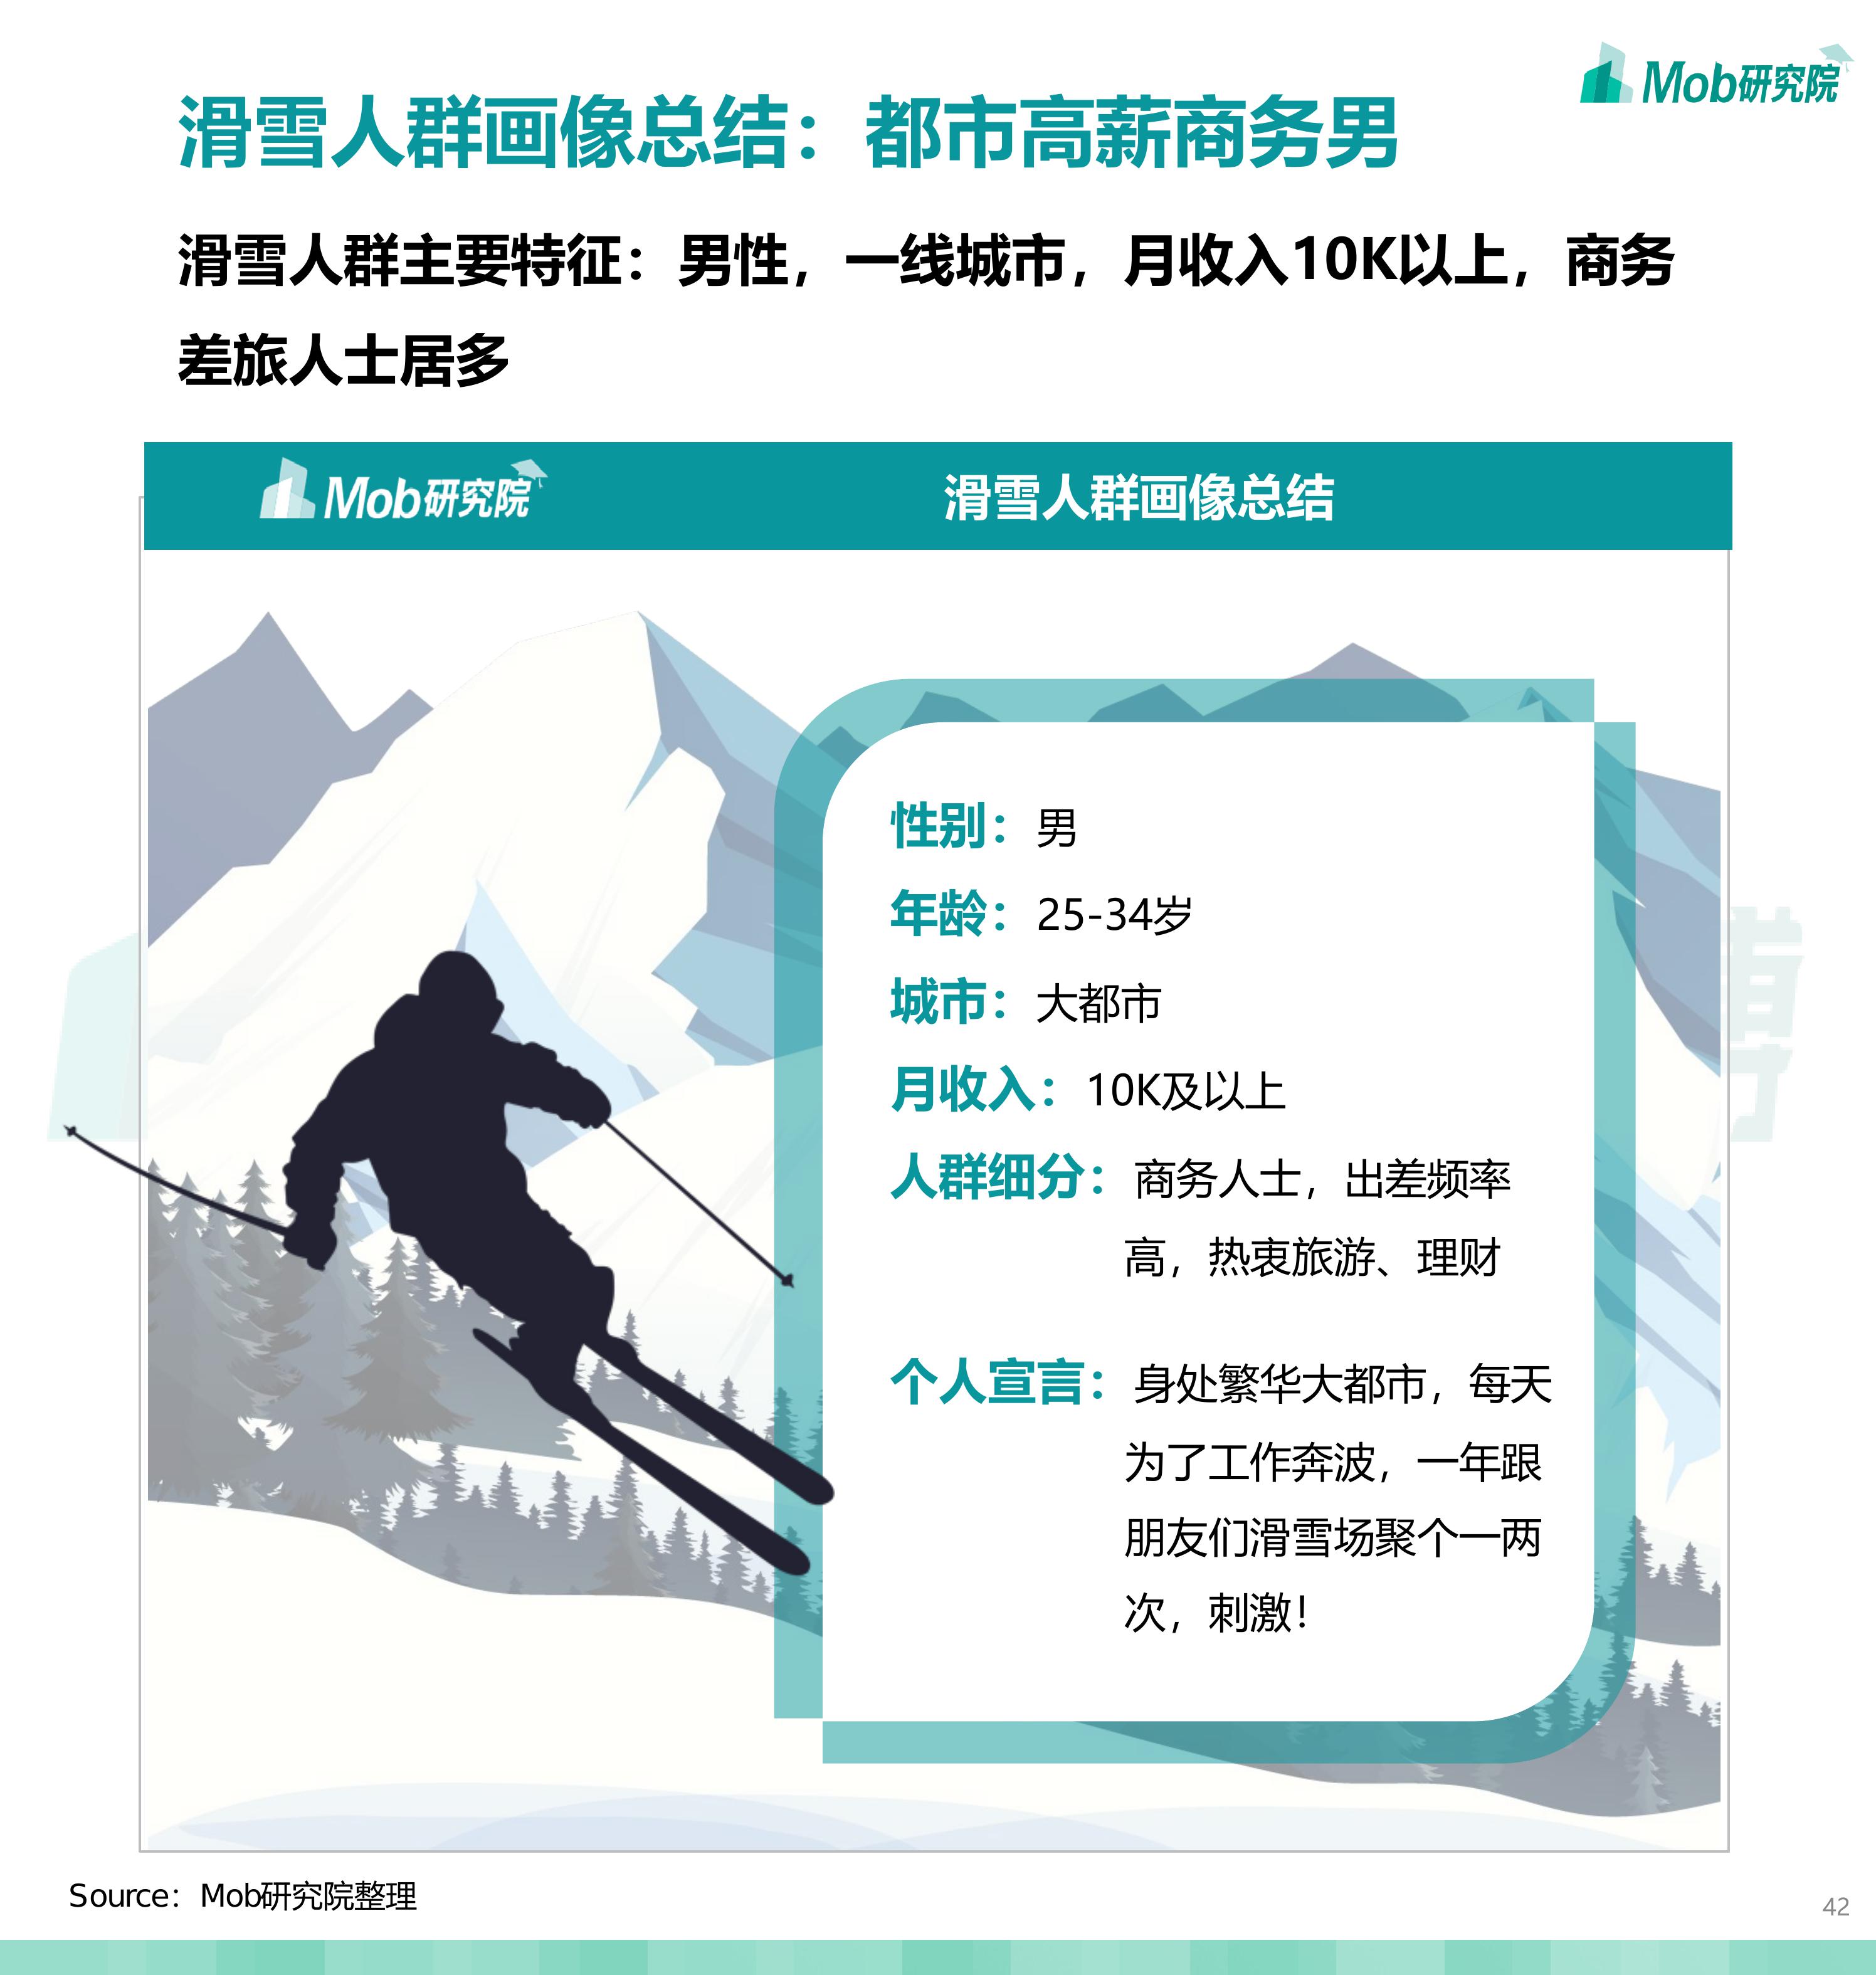 Mob研究院
滑雪人群画像总结：都市高薪商务男
滑雪人群主要特征：男性，一线城市，月收入10K以上，商务
差旅人士居多
Mob研究院
滑雪人群画像总结
性别：男
年龄：25-34岁
城市：大都市
月收入：10K及以上
人群细分：商务人士，出差频率
高，热衷旅游、理财
个人宣言：身处繁华大都市，每天
为了工作奔波，一年跟
朋友们滑雪场聚个一两
次，刺激！
Source：Mob研究院整理
42